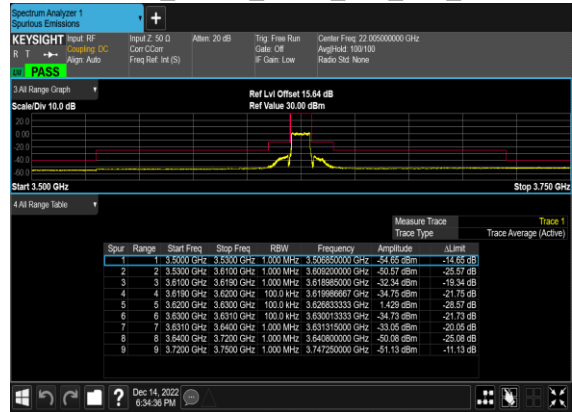 Spectrum Analyzer 1
Spurious Emissions
+
KEYSIGHT Input: RF Input Z: 50 Ω Atten: 20 dB Trig: Free Run Center Freq: 22.005000000 GHz
R T Coupling: DC Corr CCorr Gate: Off Avg|Hold: 100/100
Align: Auto Freq Ref: Int (S) IF Gain: Low Radio Std: None
LW PASS
3 All Range Graph
Ref Lvl Offset 15.64 dB
Scale/Div 10.0 dB Ref Value 30.00 dBm
20.0
0.00
-20.0
-40.0
-60.0
Start 3.500 GHz Stop 3.750 GHz
4 All Range Table
Measure Trace Trace 1
Trace Type Trace Average (Active)
Spur Range Start Freq Stop Freq RBW Frequency Amplitude ΔLimit
1 1 3.5000 GHz 3.5300 GHz 1.000 MHz 3.506850000 GHz -54.65 dBm -14.65 dB
2 2 3.5300 GHz 3.6100 GHz 1.000 MHz 3.609200000 GHz -50.57 dBm -25.57 dB
3 3 3.6100 GHz 3.6190 GHz 1.000 MHz 3.618985000 GHz -32.34 dBm -19.34 dB
4 4 3.6190 GHz 3.6200 GHz 100.0 kHz 3.619986667 GHz -34.75 dBm -21.75 dB
5 5 3.6200 GHz 3.6300 GHz 100.0 kHz 3.626833333 GHz 1.429 dBm -28.57 dB
6 6 3.6300 GHz 3.6310 GHz 100.0 kHz 3.630013333 GHz -34.73 dBm -21.73 dB
7 7 3.6310 GHz 3.6400 GHz 1.000 MHz 3.631315000 GHz -33.05 dBm -20.05 dB
8 8 3.6400 GHz 3.7200 GHz 1.000 MHz 3.640800000 GHz -50.08 dBm -25.08 dB
9 9 3.7200 GHz 3.7500 GHz 1.000 MHz 3.747250000 GHz -51.13 dBm -11.13 dB
? Dec 14, 2022
6:34:36 PM